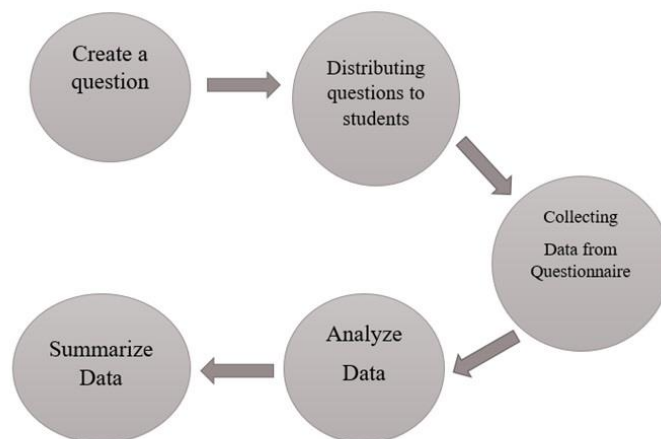 Create a
question
Distributing
questions to
students
Collecting
Data from
Questionnaire
Analyze
Data
Summarize
Data